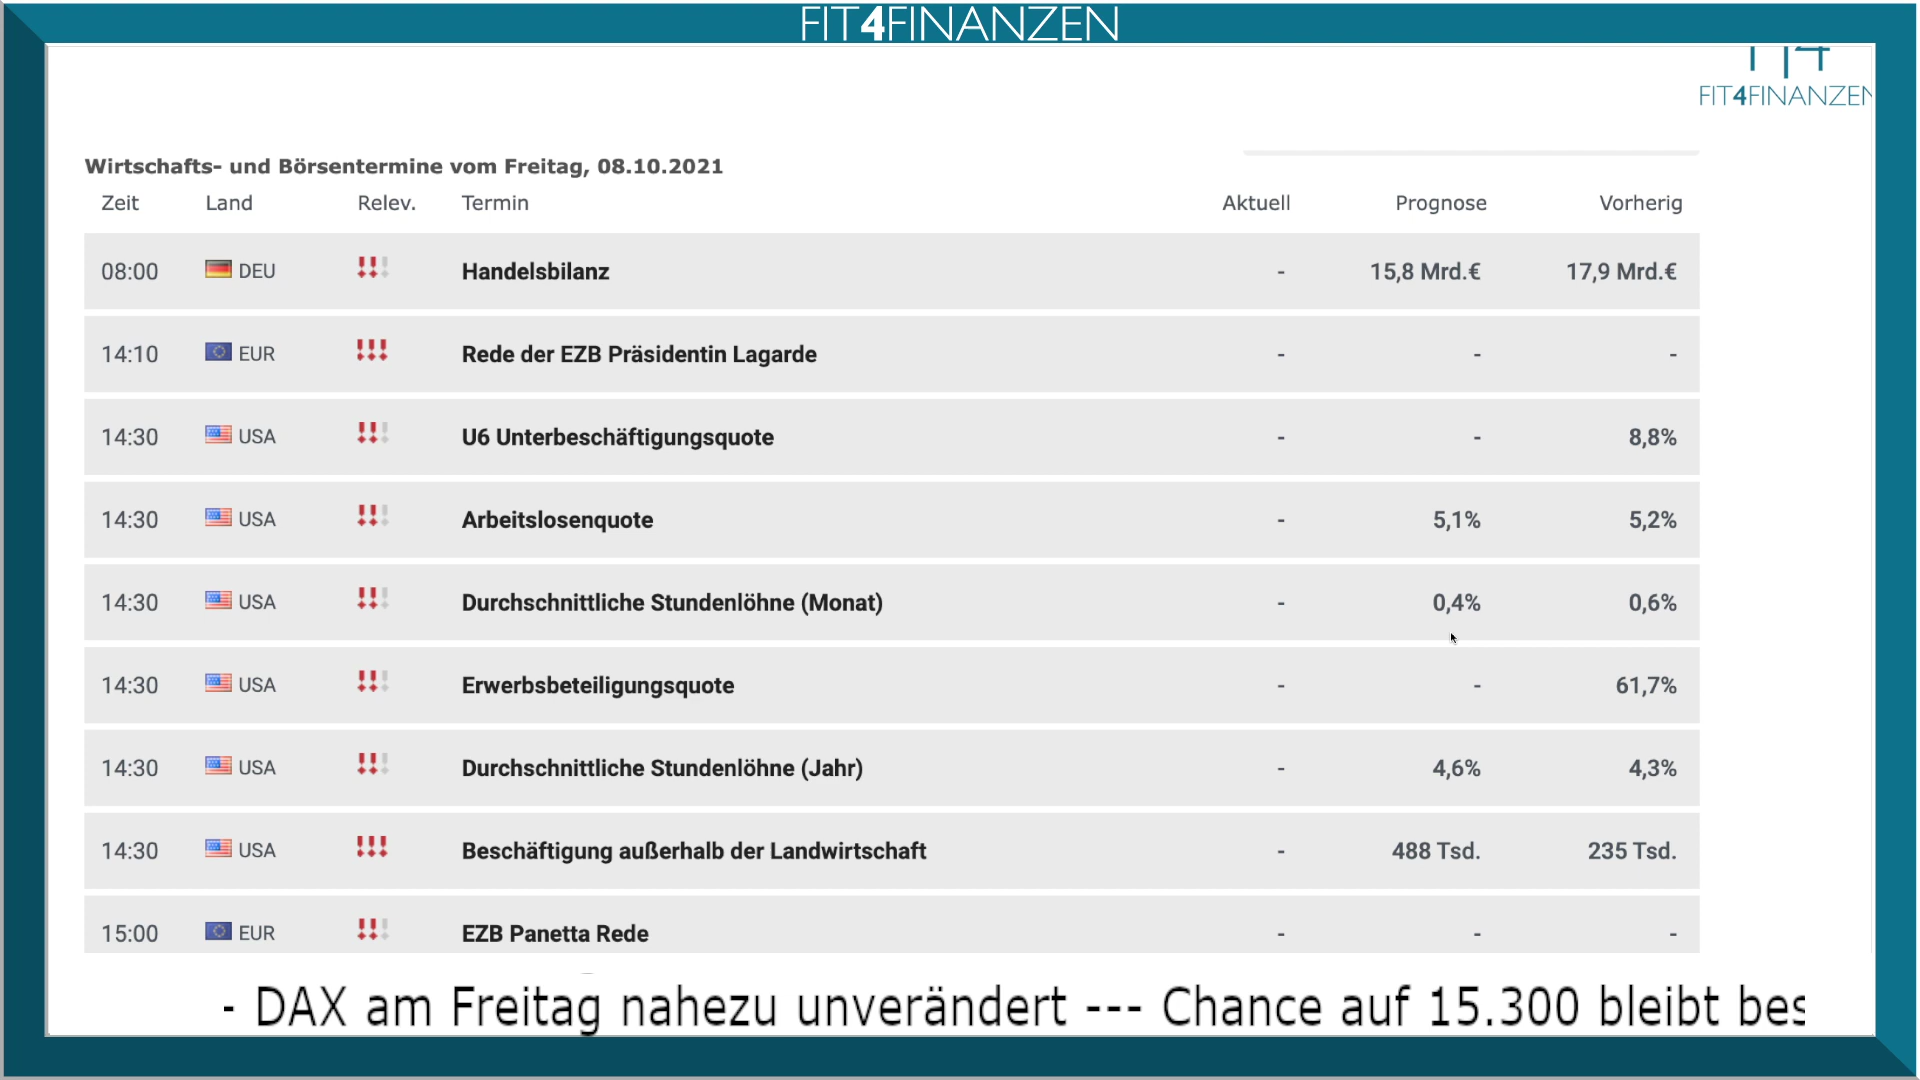 FIT4FINANZEN
FIT4FINANZEN
Wirtschafts- und Börsentermine vom Freitag, 08.10.2021
Zeit Land Relev. Termin Aktuell Prognose Vorherig
08:00 DEU Handelsbilanz - 15,8 Mrd.€ 17,9 Mrd.€
14:10 EUR Rede der EZB Präsidentin Lagarde - - -
14:30 USA U6 Unterbeschäftigungsquote - - 8,8%
14:30 USA Arbeitslosenquote - 5,1% 5,2%
14:30 USA Durchschnittliche Stundenlöhne (Monat) - 0,4% 0,6%
14:30 USA Erwerbsbeteiligungsquote - - 61,7%
14:30 USA Durchschnittliche Stundenlöhne (Jahr) - 4,6% 4,3%
14:30 USA Beschäftigung außerhalb der Landwirtschaft - 488 Tsd. 235 Tsd.
15:00 EUR EZB Panetta Rede - - -
- DAX am Freitag nahezu unverändert --- Chance auf 15.300 bleibt bes